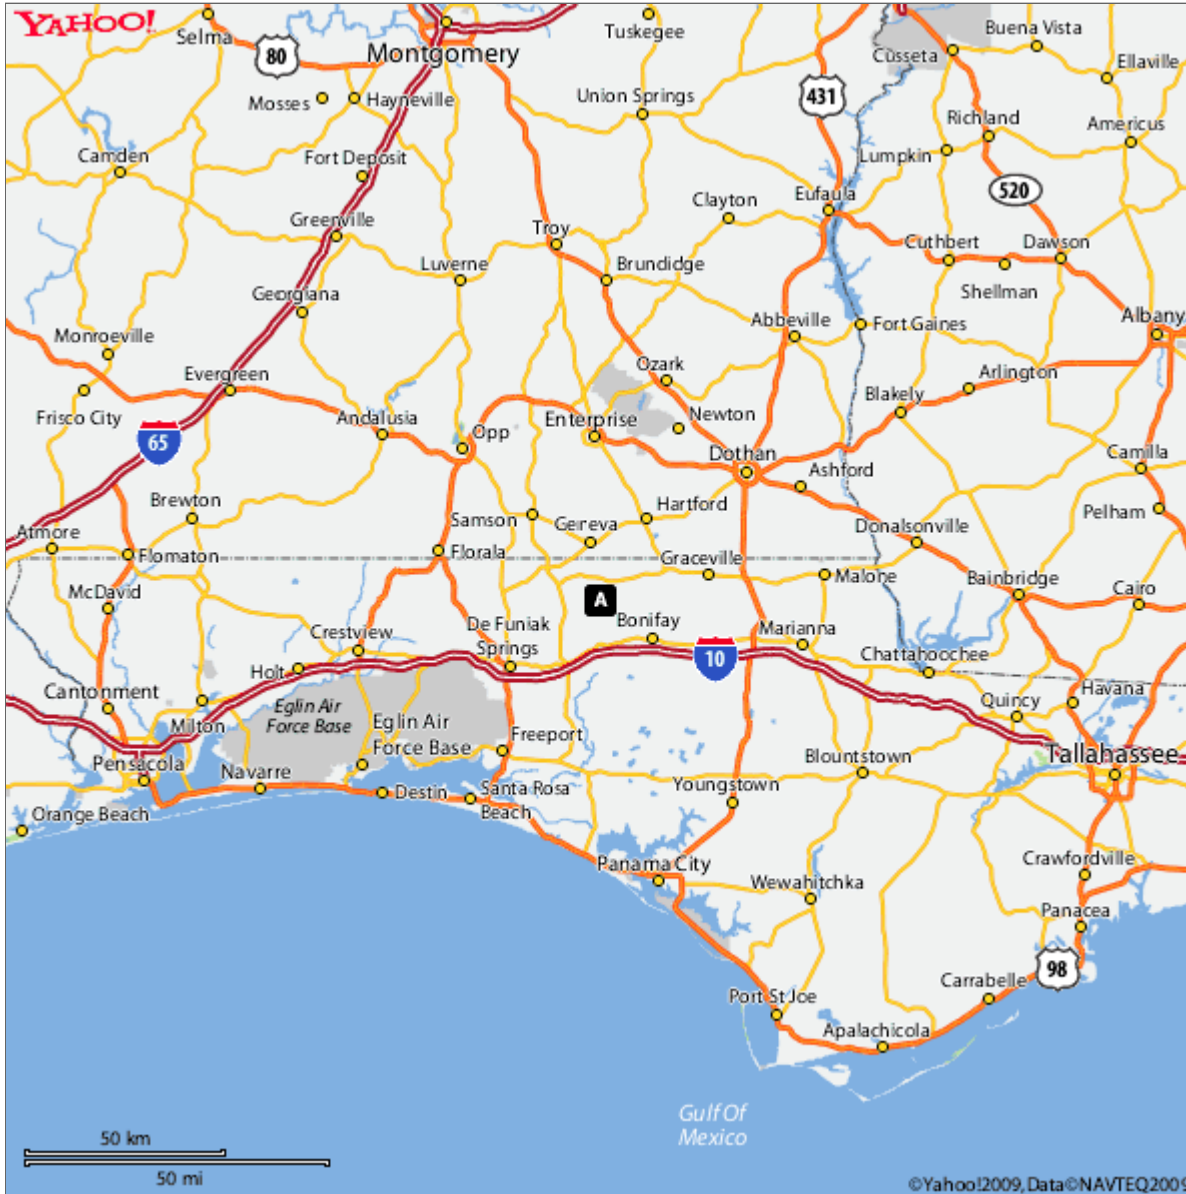 YAHOO!
Selma
80
Montgomery
Tuskegee
Cusseta
Buena Vista
Ellaville
Mosses
Hayneville
Union Springs
431
Richland
Americus
Camden
Fort Deposit
Lumpkin
520
Greenville
Troy
Clayton
Eufaula
Cuthbert
Dawson
Luverne
Brundidge
Shellman
Georgiana
Abbeville
Fort Gaines
Albany
Monroeville
Evergreen
Ozark
Arlington
Frisco City
65
Andalusia
Opp
Enterprise
Newton
Blakely
Dothan
Ashford
Camilla
Brewton
Samson
Geneva
Hartford
Donalsonville
Pelham
Atmore
Flomaton
Florala
Graceville
Malone
Bainbridge
Cairo
McDavid
A
Crestview
De Funiak
Springs
Bonifay
10
Marianna
Chattahoochee
Holt
Cantonment
Milton
Eglin Air
Force Base
Eglin Air
Force Base
Freeport
Quincy
Havana
Tallahassee
Pensacola
Navarre
Destin
Santa Rosa
Beach
Youngstown
Blountstown
Orange Beach
Panama City
Wewahitchka
Crawfordville
Panacea
98
Port St Joe
Carrabelle
Apalachicola
Gulf Of
Mexico
50 km
50 mi
©Yahoo!2009, Data©NAVTEQ2009